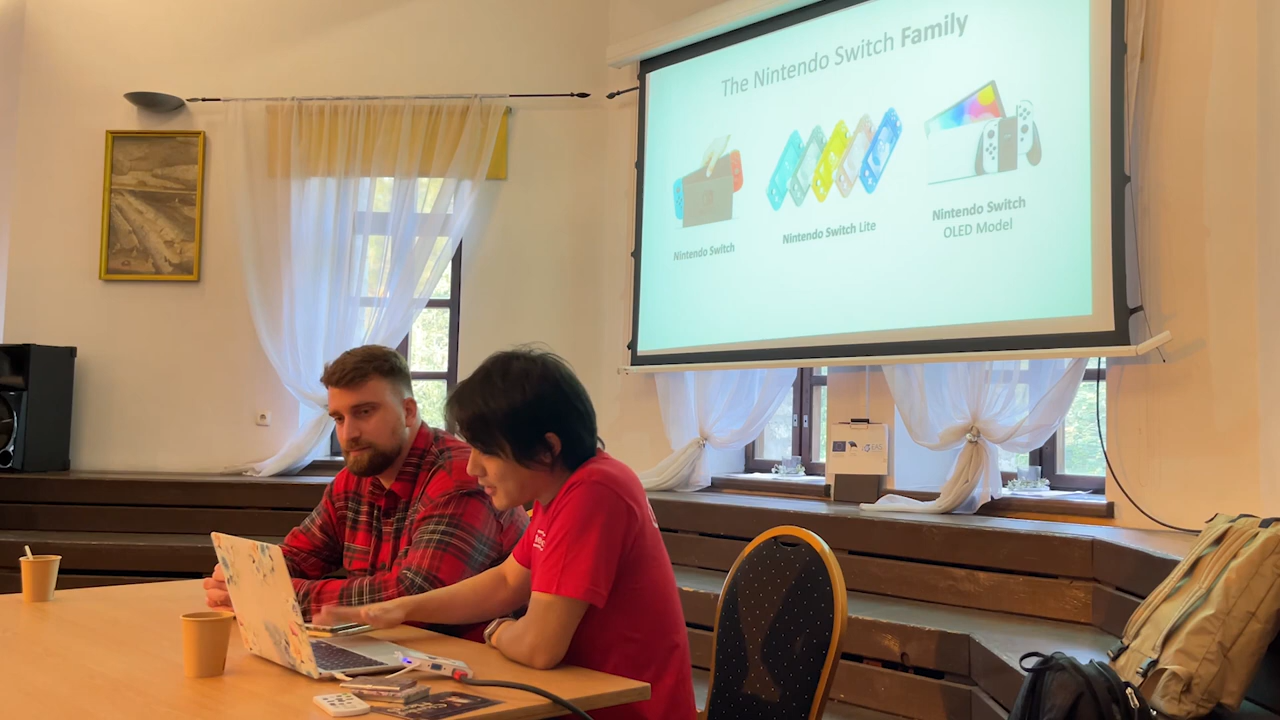 The Nintendo Switch Family
Nintendo Switch
Nintendo Switch Lite
Nintendo Switch
OLED Model